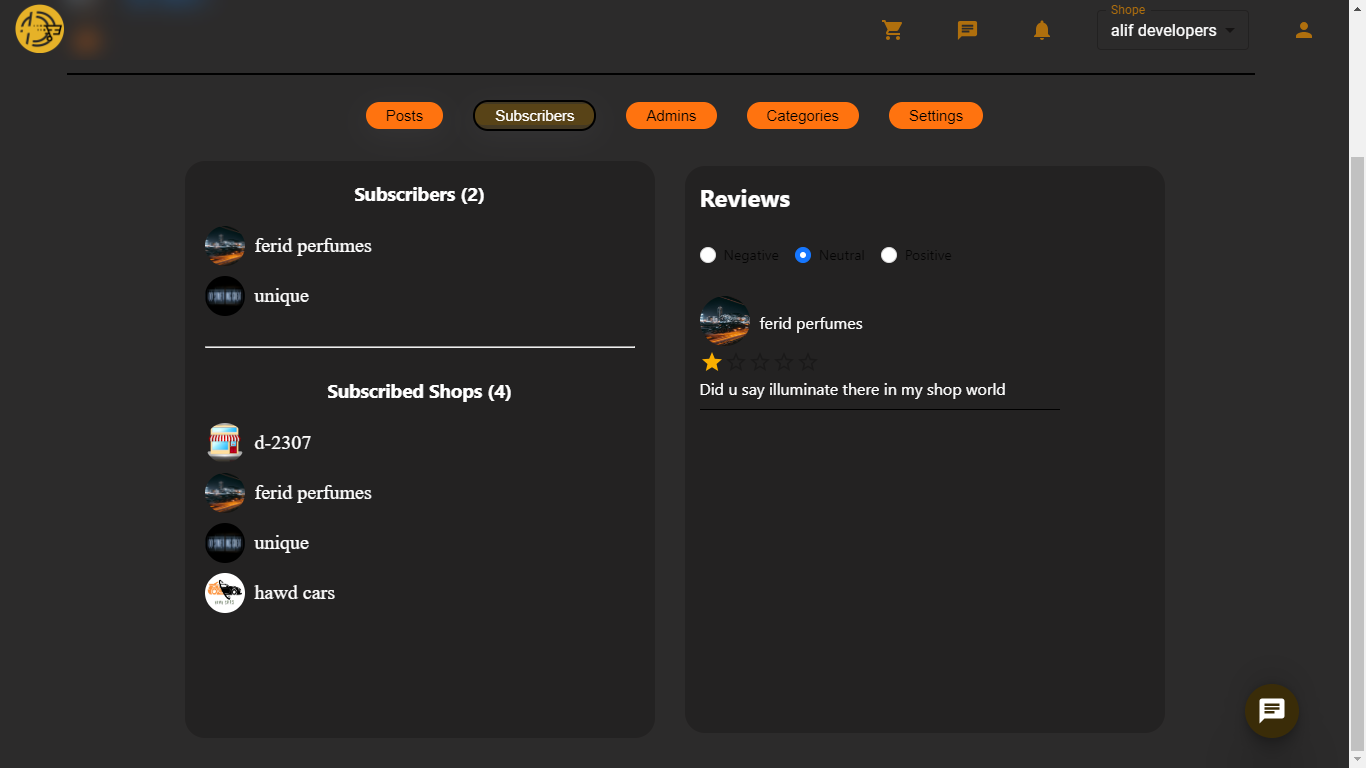 Shope
alif developers
Posts
Subscribers
Admins
Categories
Settings
Subscribers (2)
ferid perfumes
unique
Subscribed Shops (4)
d-2307
ferid perfumes
unique
hawd cars
Reviews
Negative
Neutral
Positive
ferid perfumes
Did u say illuminate there in my shop world